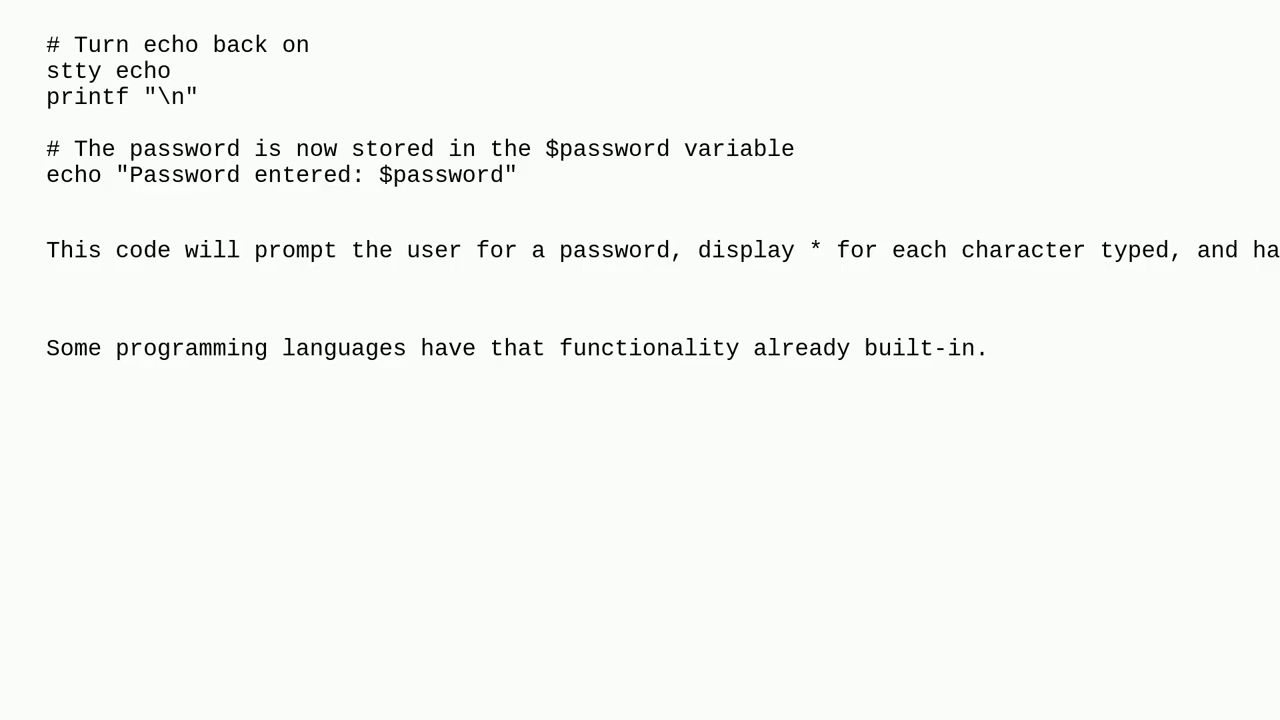 # Turn echo back on
stty echo
printf "\n"
# The password is now stored in the $password variable
echo "Password entered: $password"
This code will prompt the user for a password, display * for each character typed, and ha
Some programming languages have that functionality already built-in.